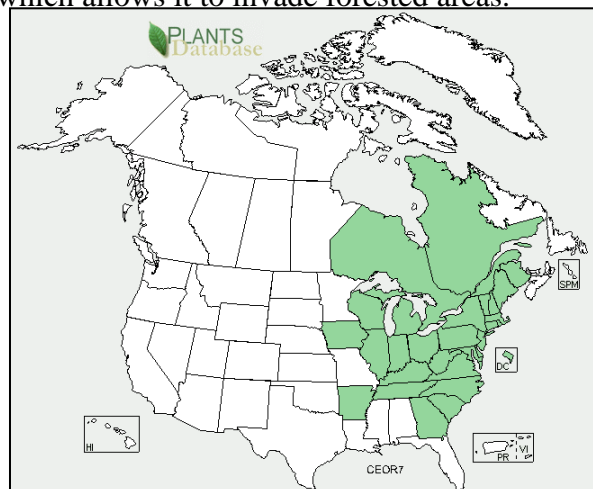 which allows it to invade forested areas.
PLANTS
Database
SPM
DC
HI
PR VI
CEOR7